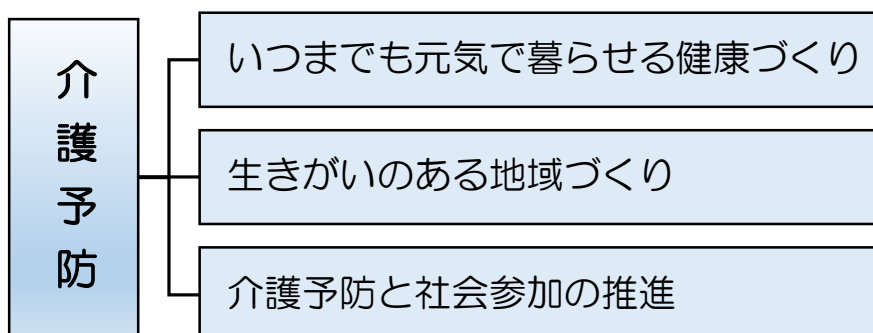 介護予防
いつまでも元気で暮らせる健康づくり
生きがいのある地域づくり
介護予防と社会参加の推進